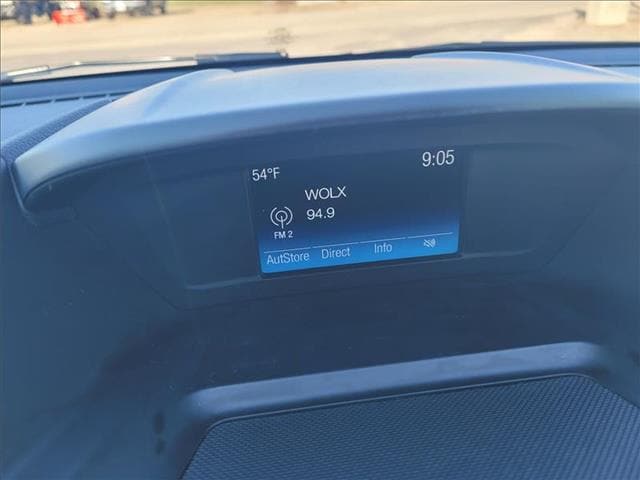 54°F 9:05
WOLX
94.9
FM 2
AutStore Direct Info